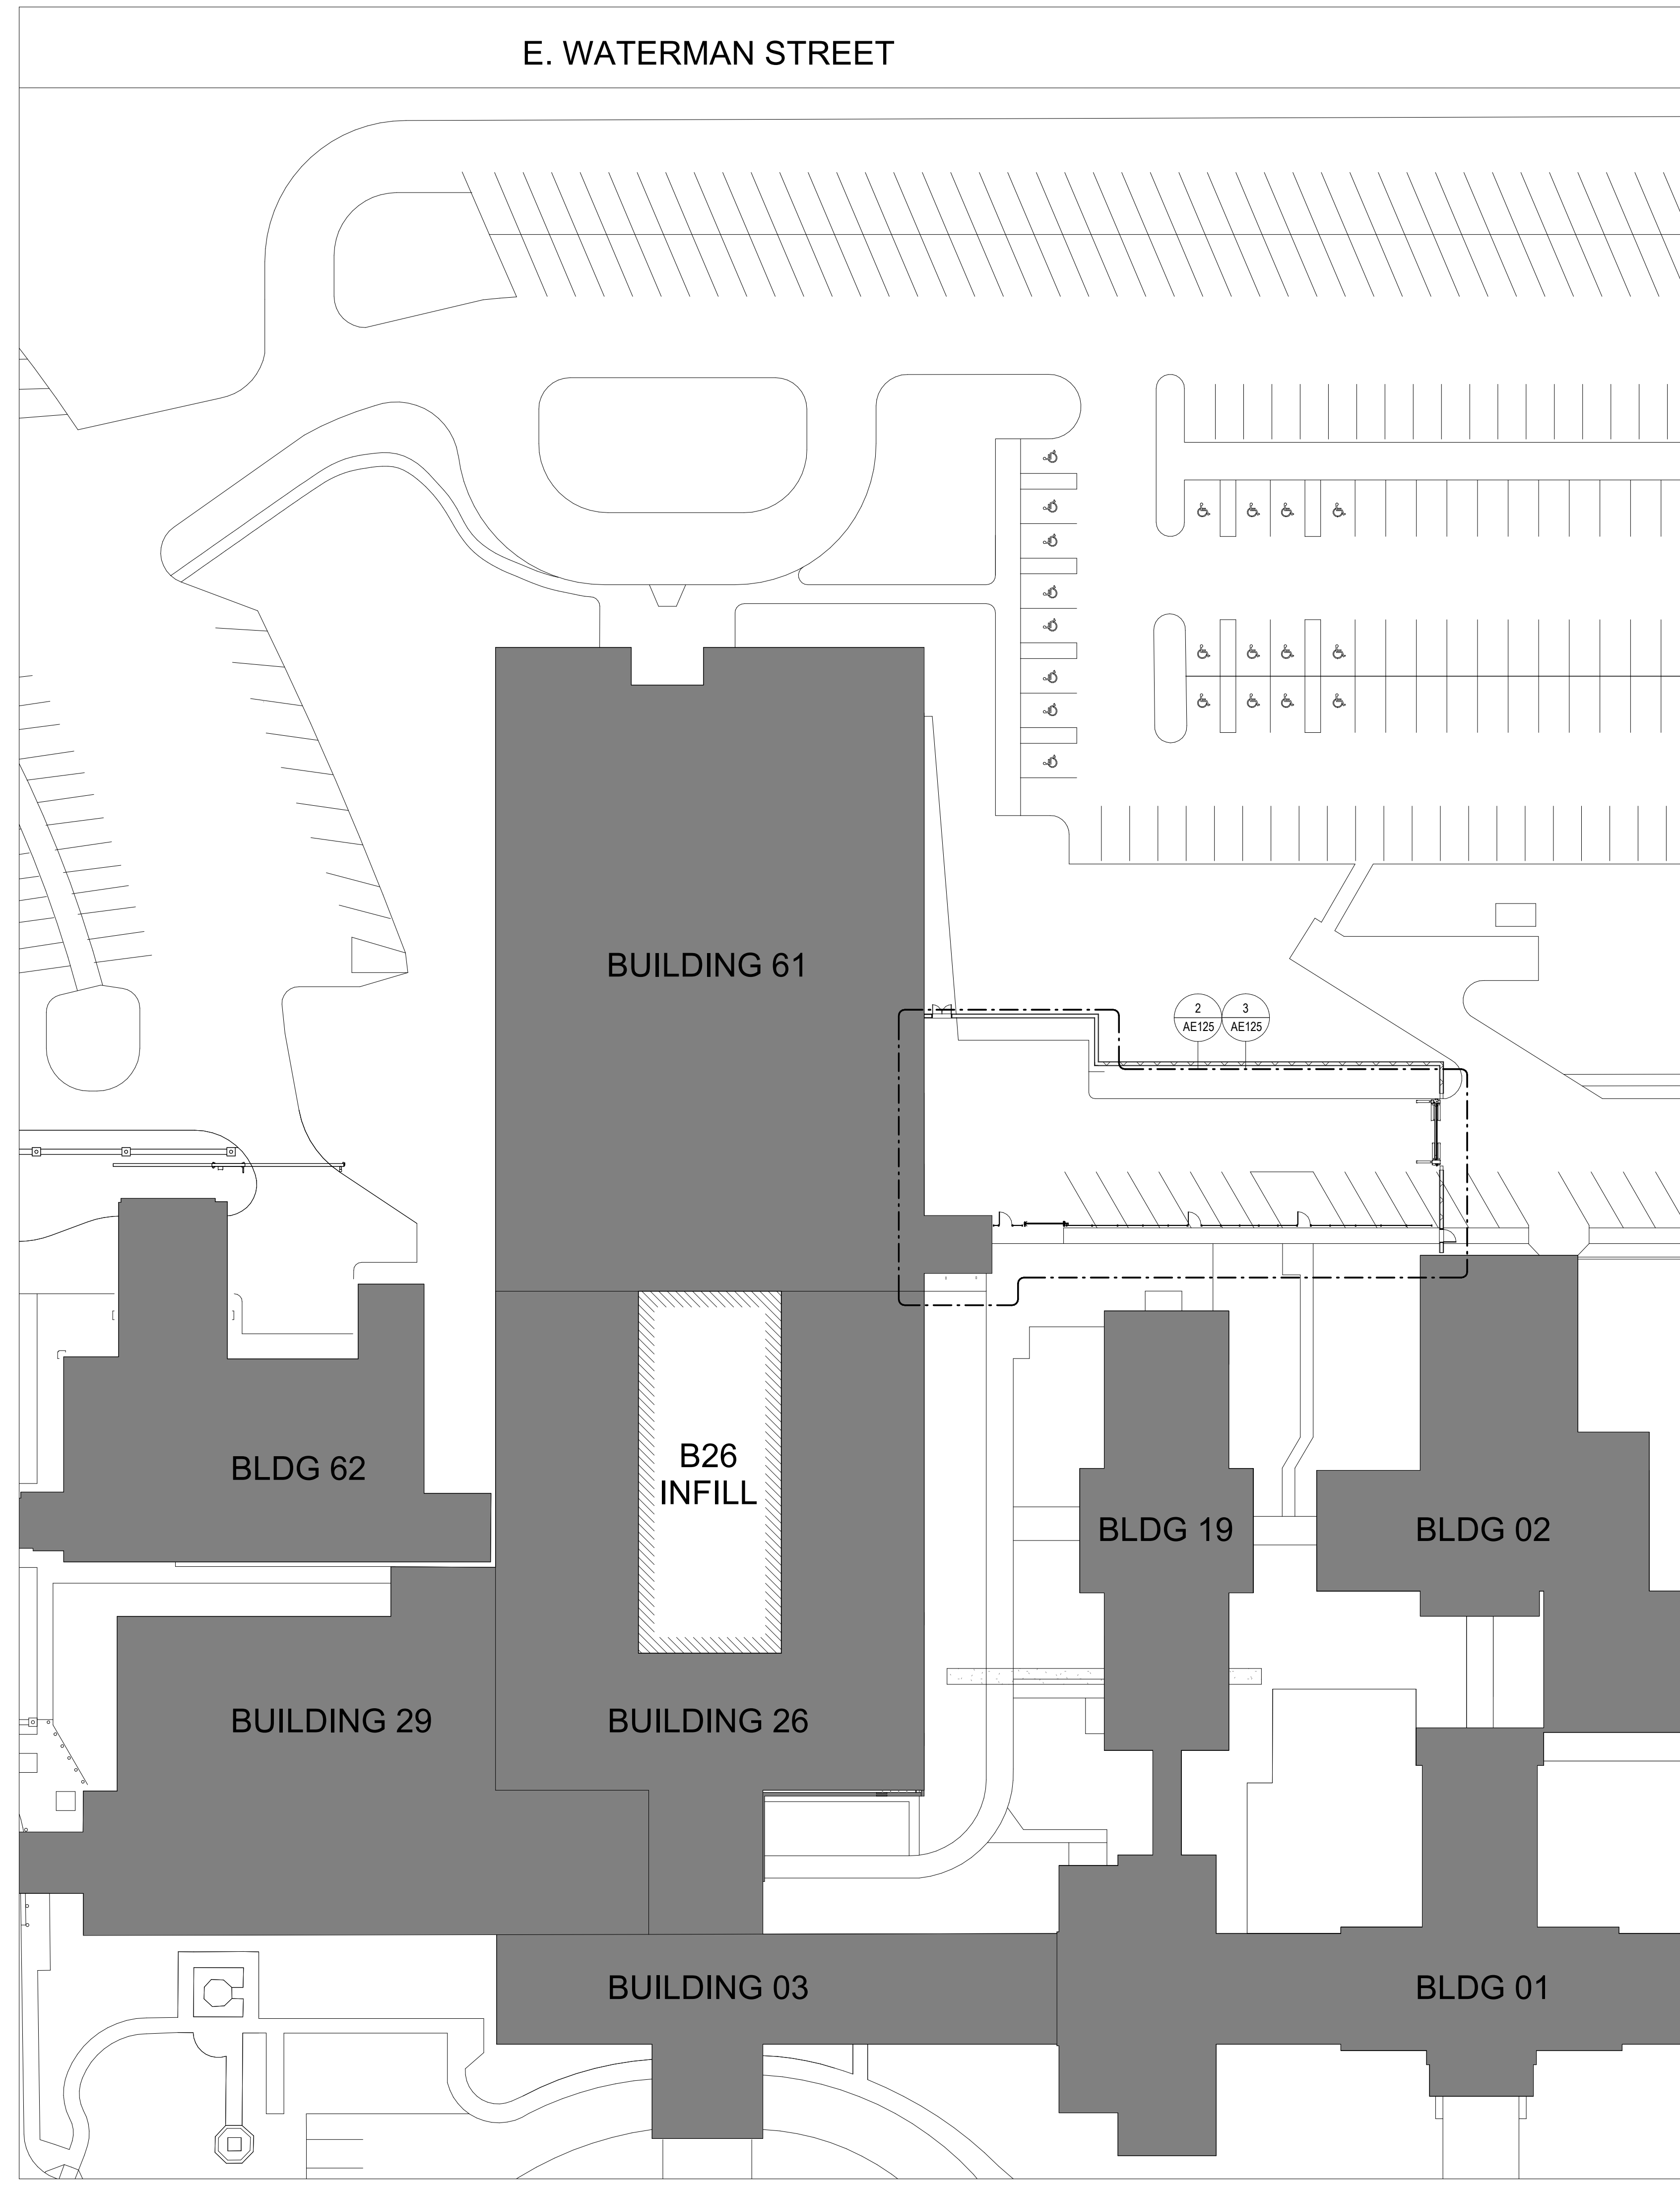 E. WATERMAN STREET
BUILDING 61
2
AE125
3
AE125
B26
INFILL
BLDG 62
BLDG 19
BLDG 02
BUILDING 29
BUILDING 26
BUILDING 03
BLDG 01